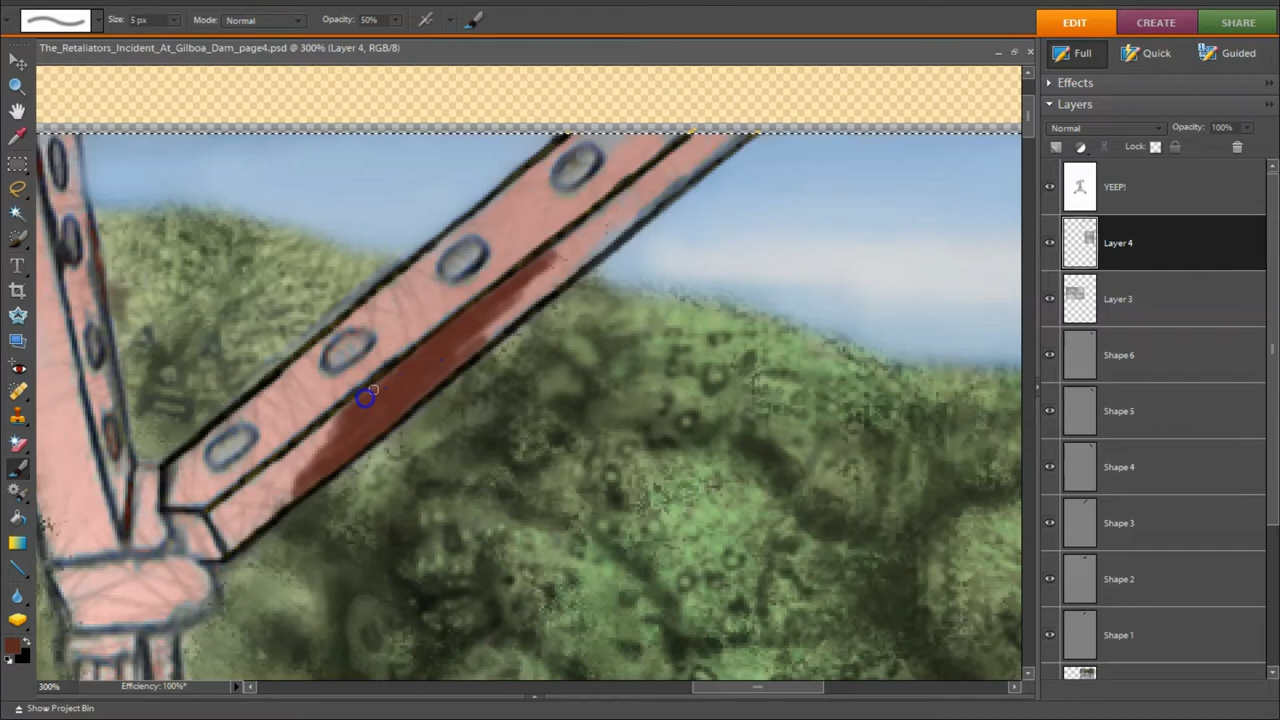 Size: 5 px Mode: Normal Opacity: 50%
EDIT CREATE SHARE
The_Retaliators_Incident_At_Gilboa_Dam_page4.psd @ 300% (Layer 4, RGB/8)
Full Quick Guided
Effects
Layers
Normal Opacity: 100%
Lock:
YEEP!
Layer 4
Layer 3
Shape 6
Shape 5
Shape 4
Shape 3
Shape 2
Shape 1
300% Efficiency: 100%*
Show Project Bin